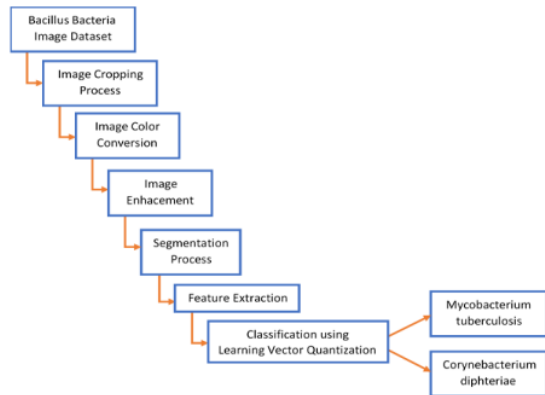 Bacillus Bacteria
Image Dataset
Image Cropping
Process
Image Color
Conversion
Image
Enhacement
Segmentation
Process
Feature Extraction
Classification using
Learning Vector Quantization
Mycobacterium
tuberculosis
Corynebacterium
diphteriae